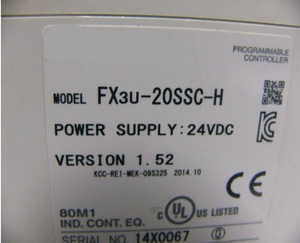 PROGRAMMABLE
CONTROLLER
MODEL FX3U-20SSC-H
POWER SUPPLY:24VDC
VERSION 1.52
KCC-REI-MEK-09S325 2014.10
80M1
IND. CONT. EQ.
c UL US LISTED
SERIAL NO. 14X0067